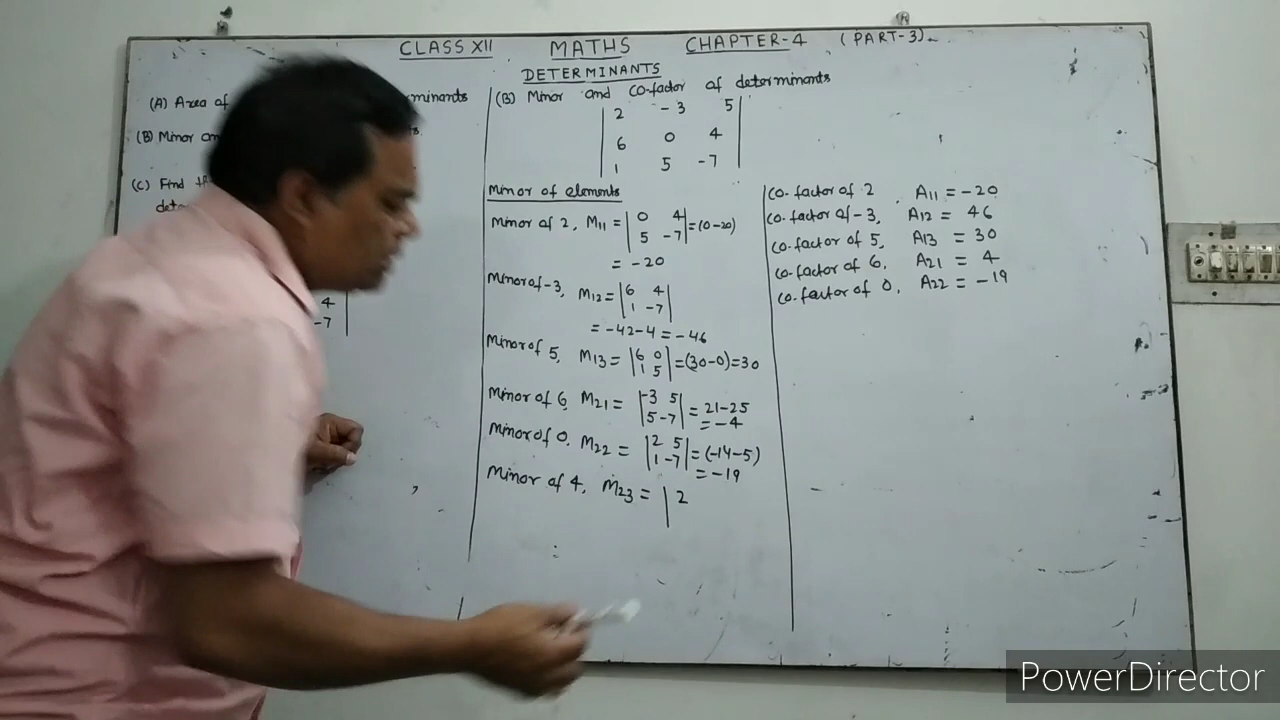 CLASS XII MATHS CHAPTER-4 (PART-3)
DETERMINANTS
(A) Area of terminants
(B) Minor
(C) Find
4
-7
(B) Minor and co-factor of determinants
| 2 -3 5 |
| 6 0 4 |
| 1 5 -7 |
Minor of elements
Minor of 2, M11 = | 0 4 | = (0-20)
| 5 -7 |
= -20
Minor of -3, M12 = | 6 4 |
| 1 -7 |
= -42-4 = -46
Minor of 5, M13 = | 6 0 | = (30-0) = 30
| 1 5 |
Minor of 6, M21 = | -3 5 | = 21-25
| 5 -7 | = -4
Minor of 0, M22 = | 2 5 | = (-14-5)
| 1 -7 | = -19
Minor of 4, M23 = | 2
Co-factor of 2, A11 = -20
Co-factor of -3, A12 = 46
Co-factor of 5, A13 = 30
Co-factor of 6, A21 = 4
Co-factor of 0, A22 = -19
PowerDirector